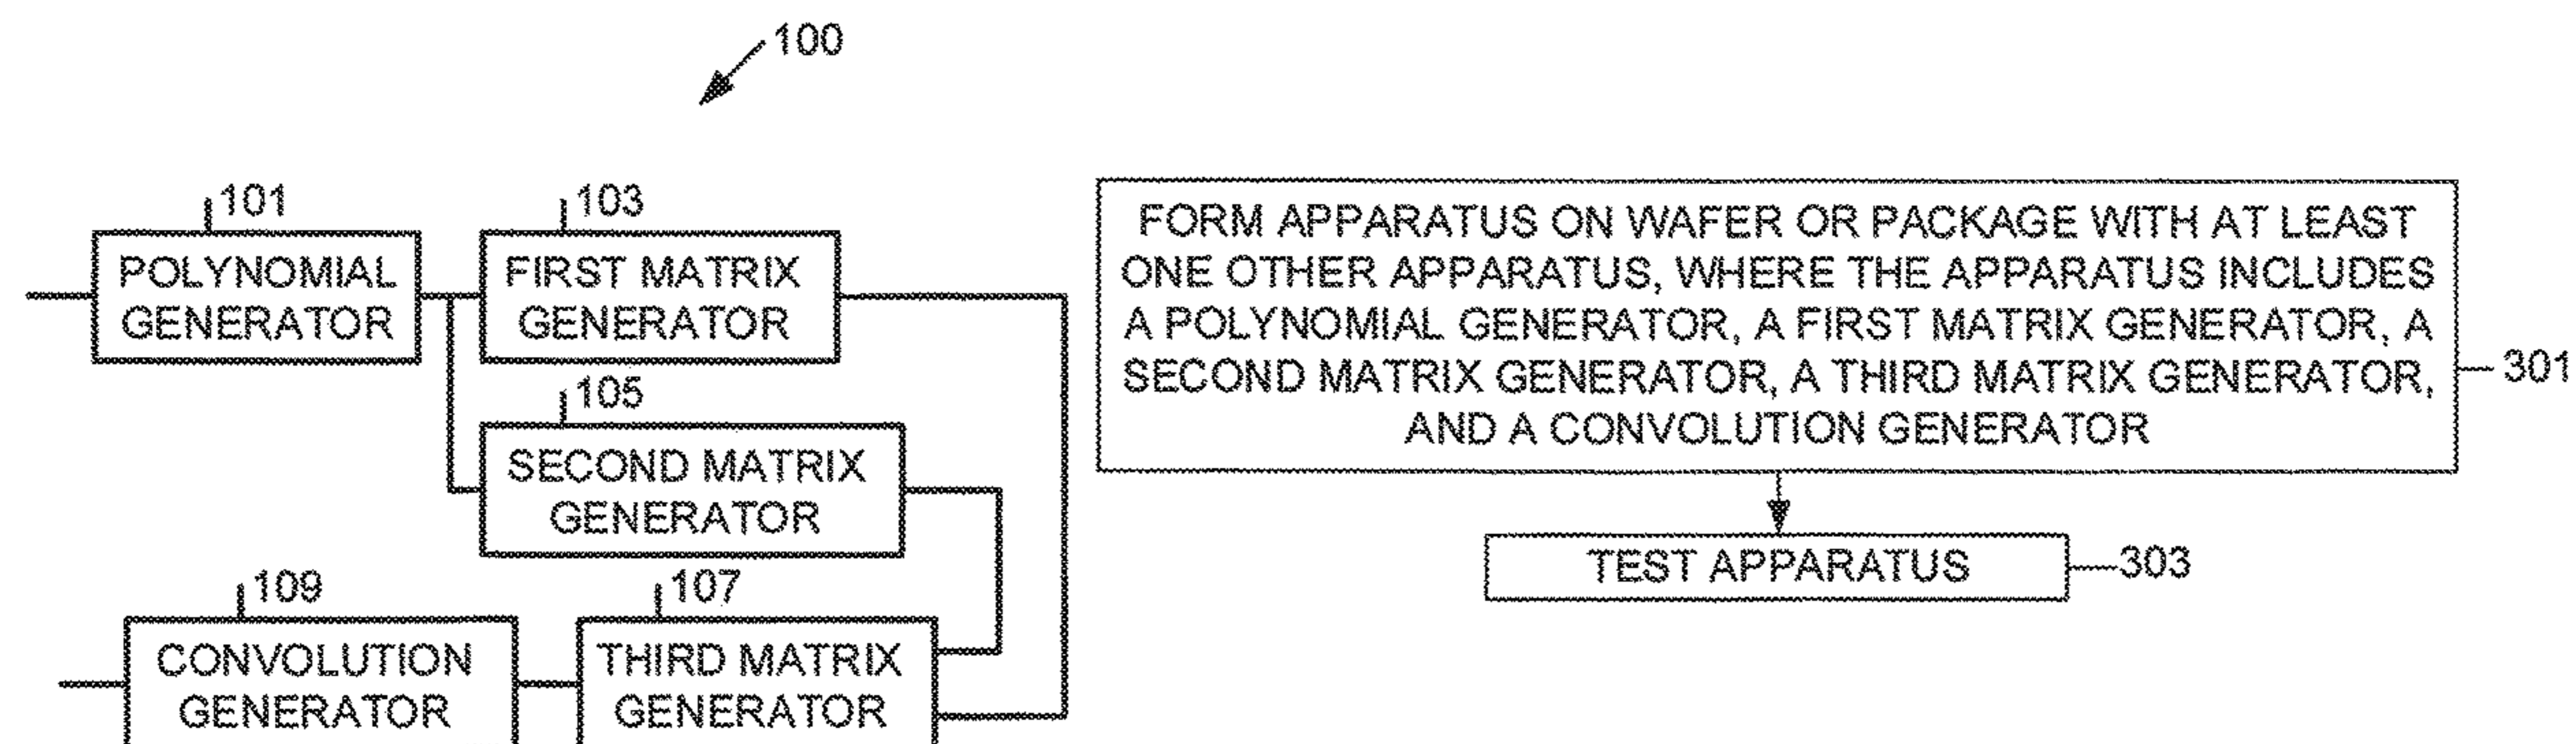 100
101
POLYNOMIAL
GENERATOR
103
FIRST MATRIX
GENERATOR
105
SECOND MATRIX
GENERATOR
109
CONVOLUTION
GENERATOR
107
THIRD MATRIX
GENERATOR
FORM APPARATUS ON WAFER OR PACKAGE WITH AT LEAST
ONE OTHER APPARATUS, WHERE THE APPARATUS INCLUDES
A POLYNOMIAL GENERATOR, A FIRST MATRIX GENERATOR, A
SECOND MATRIX GENERATOR, A THIRD MATRIX GENERATOR,
AND A CONVOLUTION GENERATOR
301
TEST APPARATUS
303